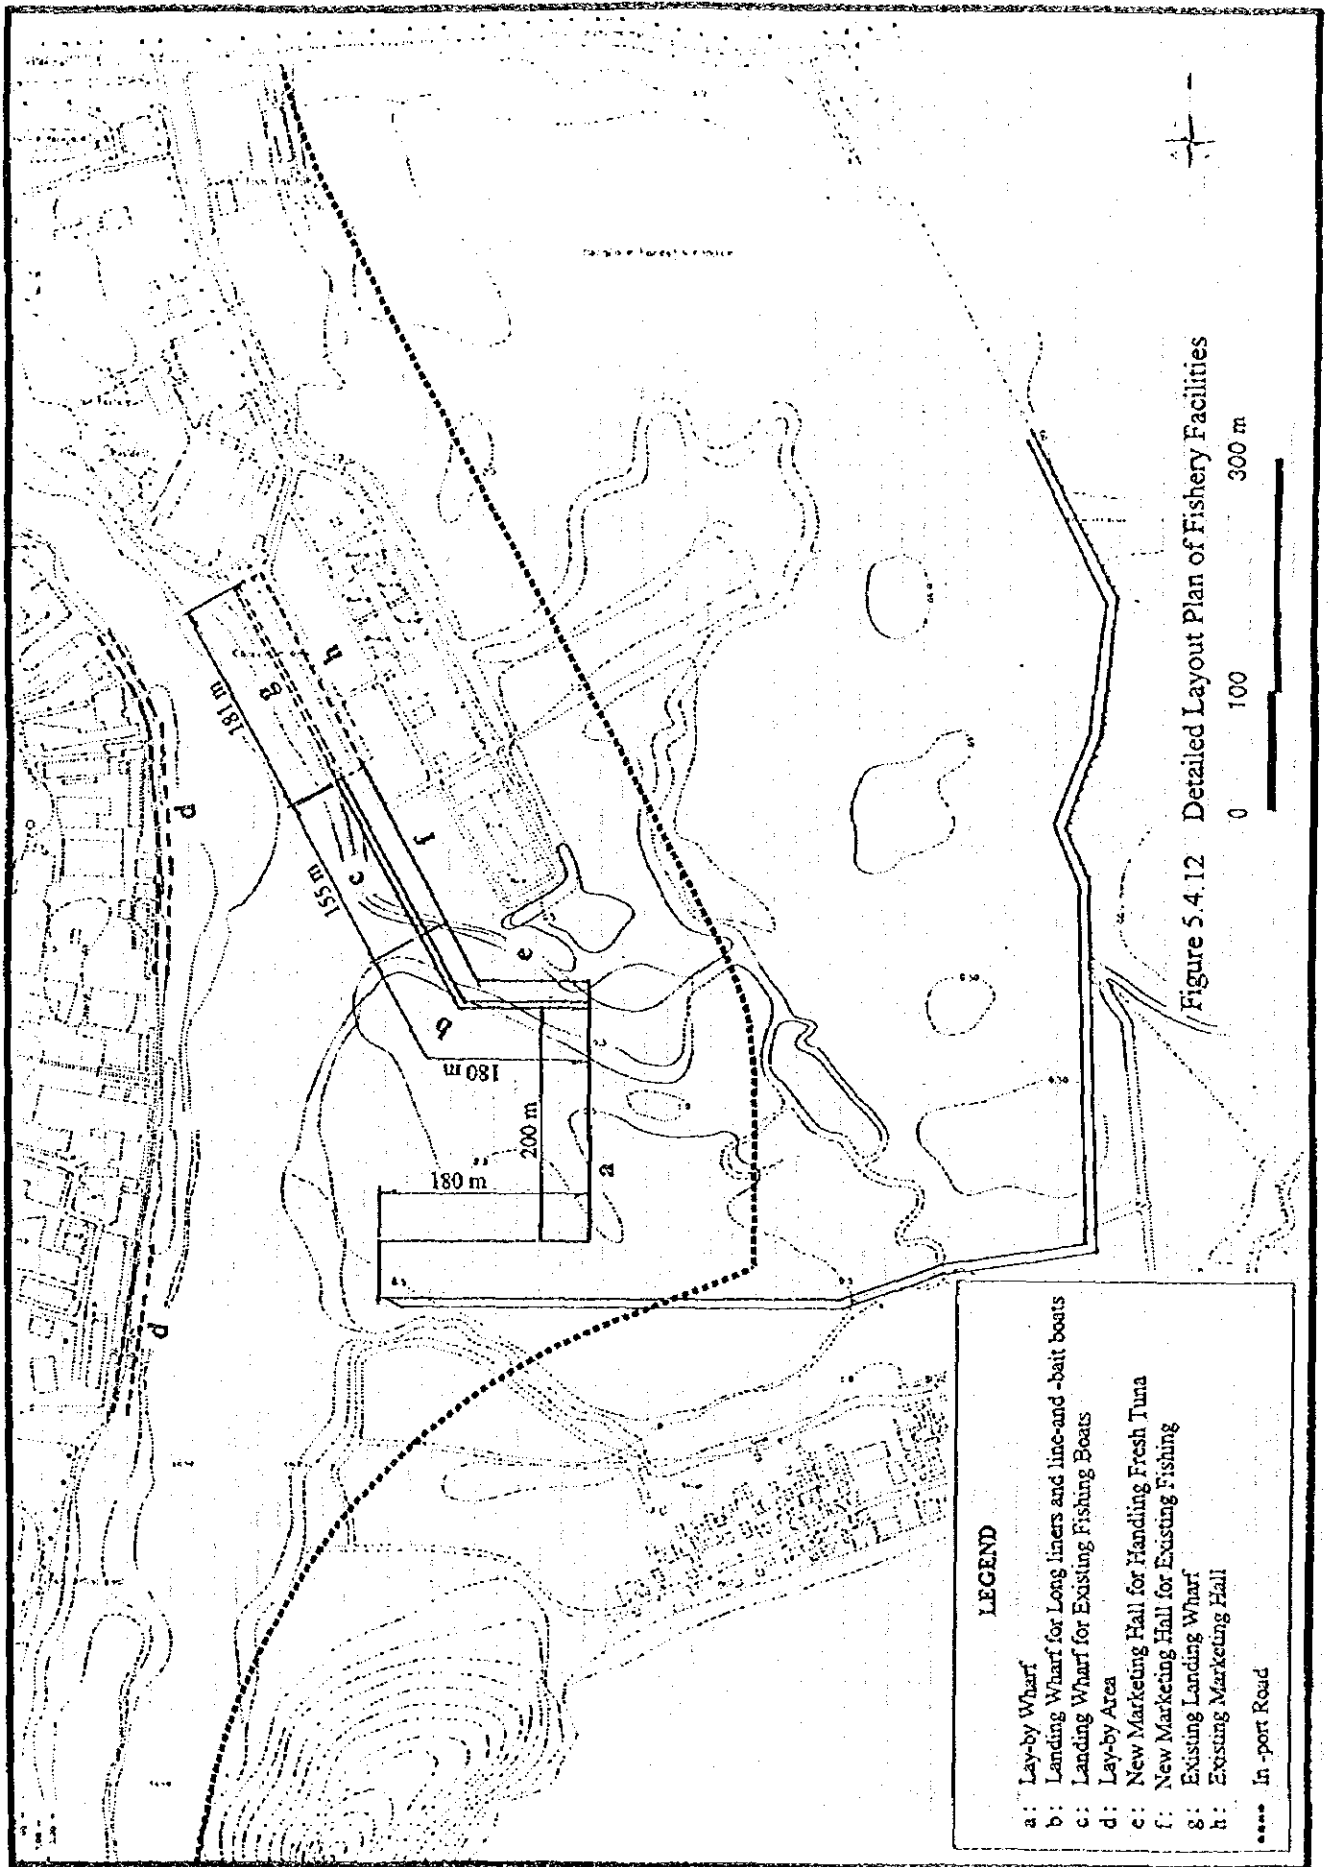 181 m
155 m
180 m
200 m
180 m
a
b
c
d
d
e
f
g
h
Figure 5.4.12 Detailed Layout Plan of Fishery Facilities
0 100 300 m
LEGEND
a : Lay-by Wharf
b : Landing Wharf for Long liners and line-and -bait boats
c : Landing Wharf for Existing Fishing Boats
d : Lay-by Area
e : New Marketing Hall for Handling Fresh Tuna
f : New Marketing Hall for Existing Fishing
g : Existing Landing Wharf
h : Existing Marketing Hall
In -port Road